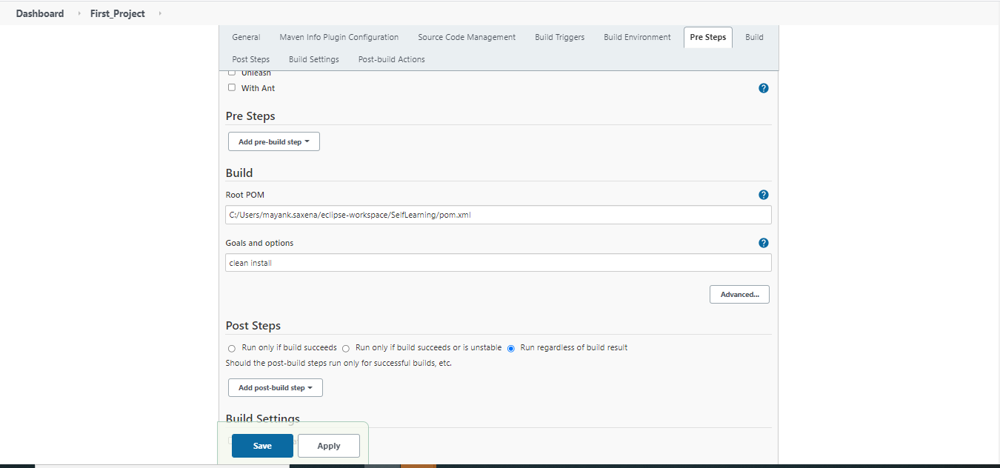 Dashboard First_Project
General Maven Info Plugin Configuration Source Code Management Build Triggers Build Environment Pre Steps Build
Post Steps Build Settings Post-build Actions
Unleash
With Ant ?
Pre Steps
Add pre-build step
Build
Root POM ?
C:/Users/mayank.saxena/eclipse-workspace/SelfLearning/pom.xml
Goals and options ?
clean install
Advanced...
Post Steps
Run only if build succeeds Run only if build succeeds or is unstable Run regardless of build result
Should the post-build steps run only for successful builds, etc.
Add post-build step
Build Settings
Save Apply